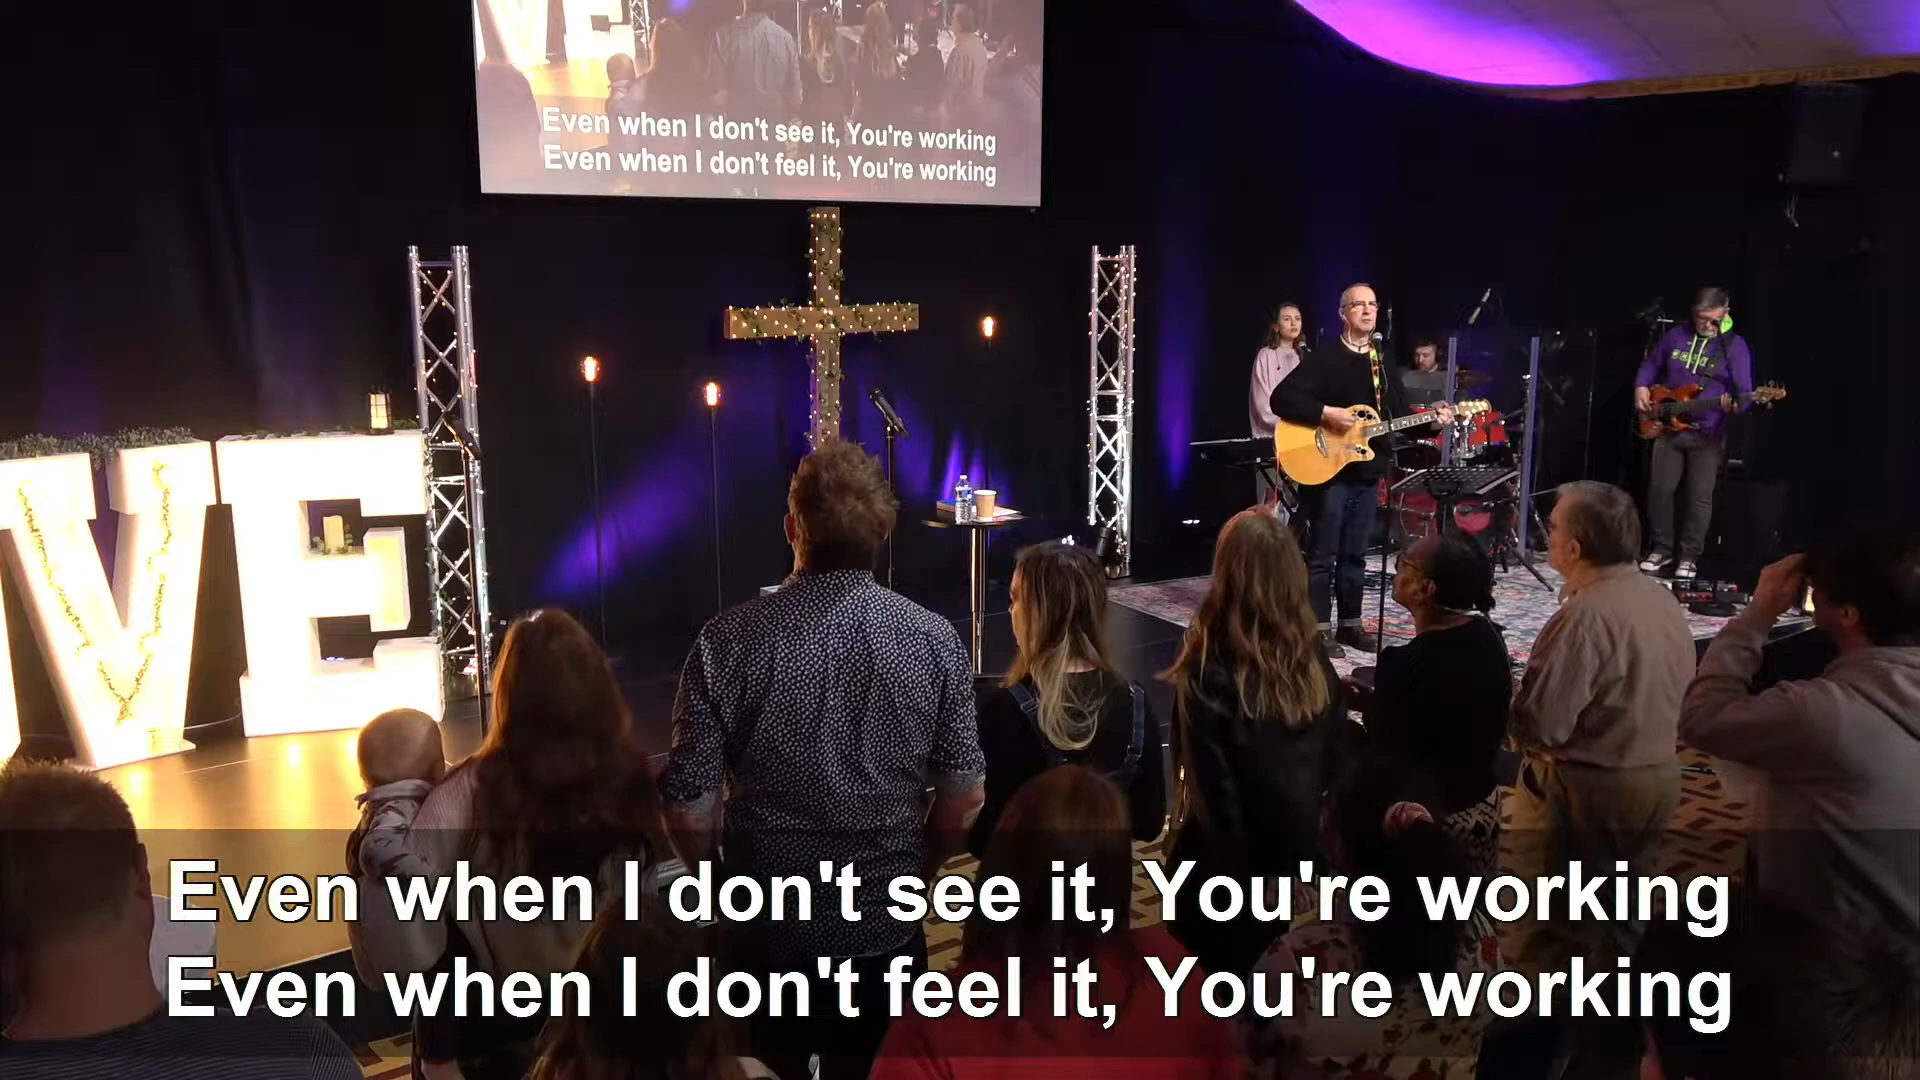 Even when I don't see it, You're working
Even when I don't feel it, You're working
VE
Even when I don't see it, You're working
Even when I don't feel it, You're working